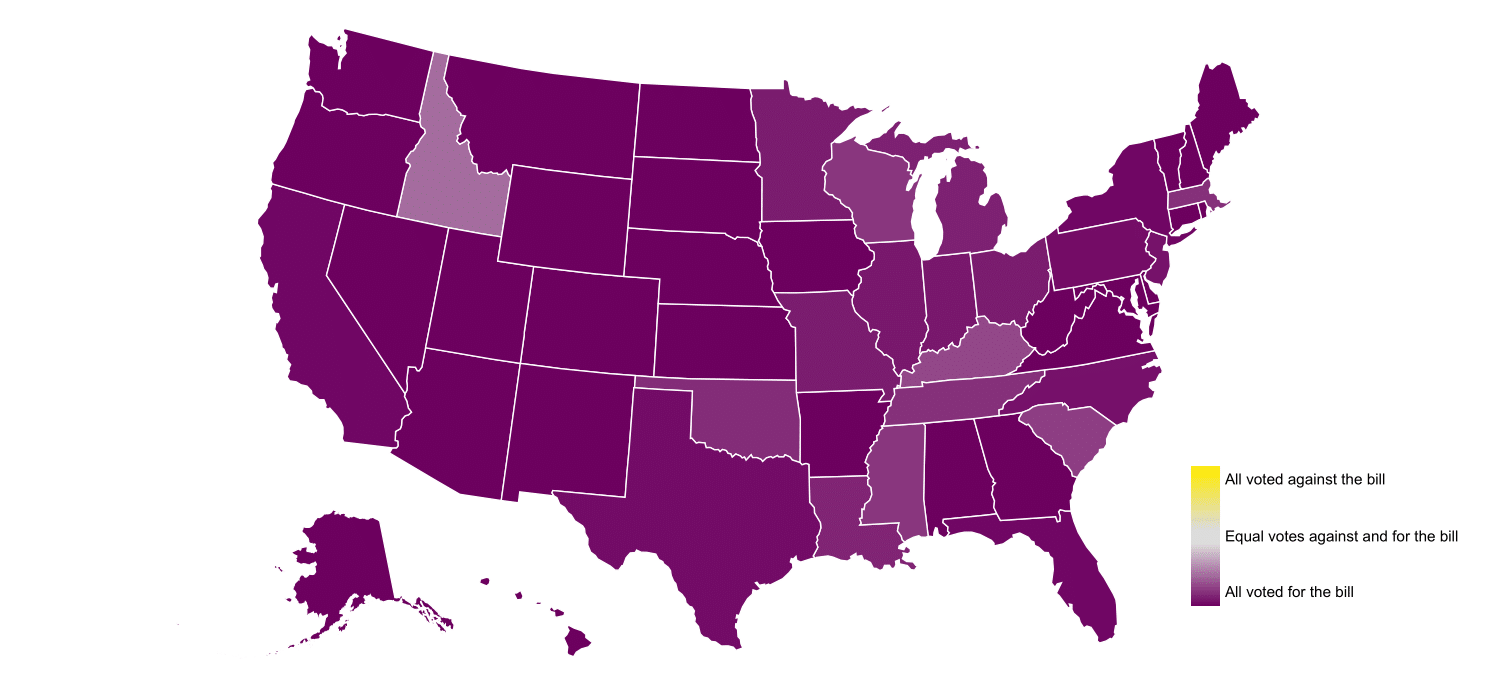 All voted against the bill
Equal votes against and for the bill
All voted for the bill